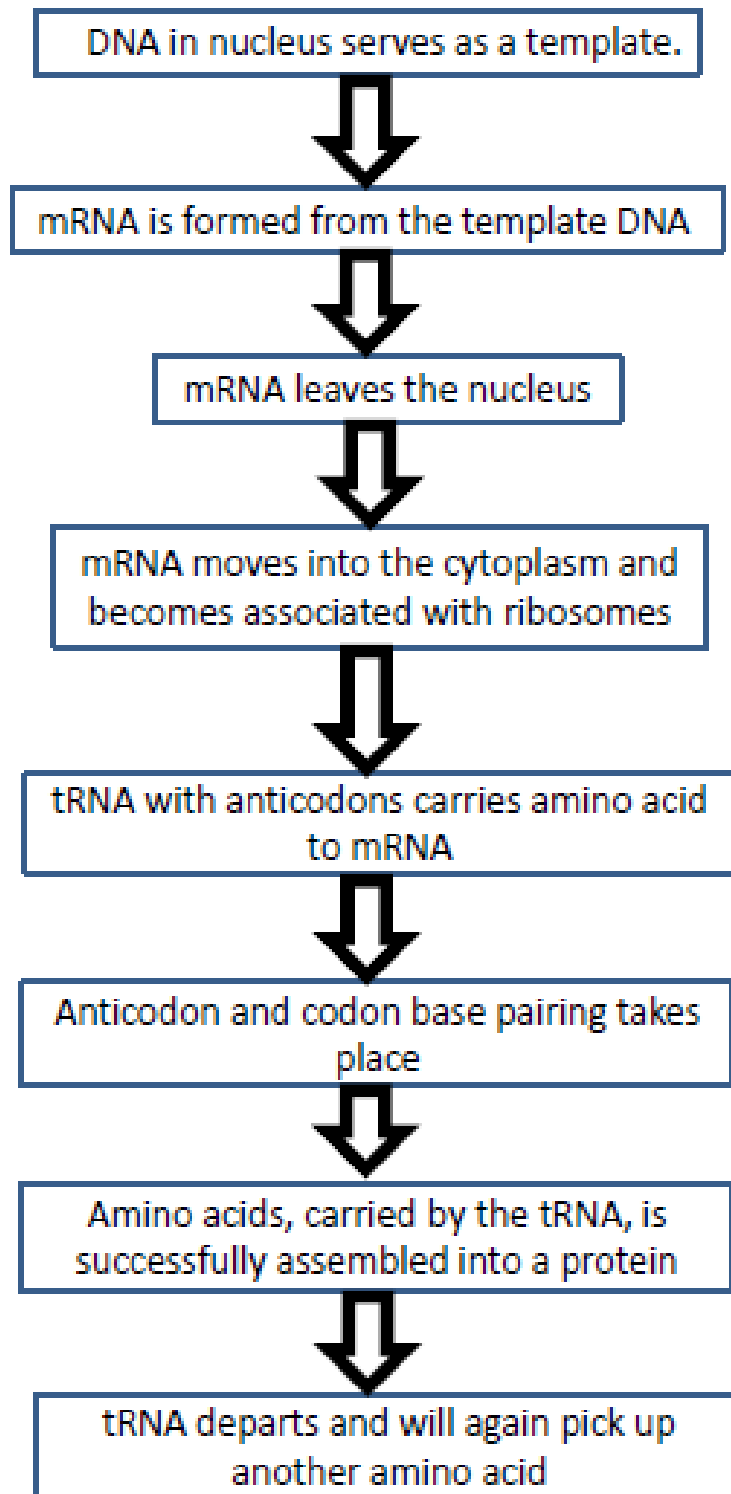 DNA in nucleus serves as a template.
mRNA is formed from the template DNA
mRNA leaves the nucleus
mRNA moves into the cytoplasm and
becomes associated with ribosomes
tRNA with anticodons carries amino acid
to mRNA
Anticodon and codon base pairing takes
place
Amino acids, carried by the tRNA, is
successfully assembled into a protein
tRNA departs and will again pick up
another amino acid